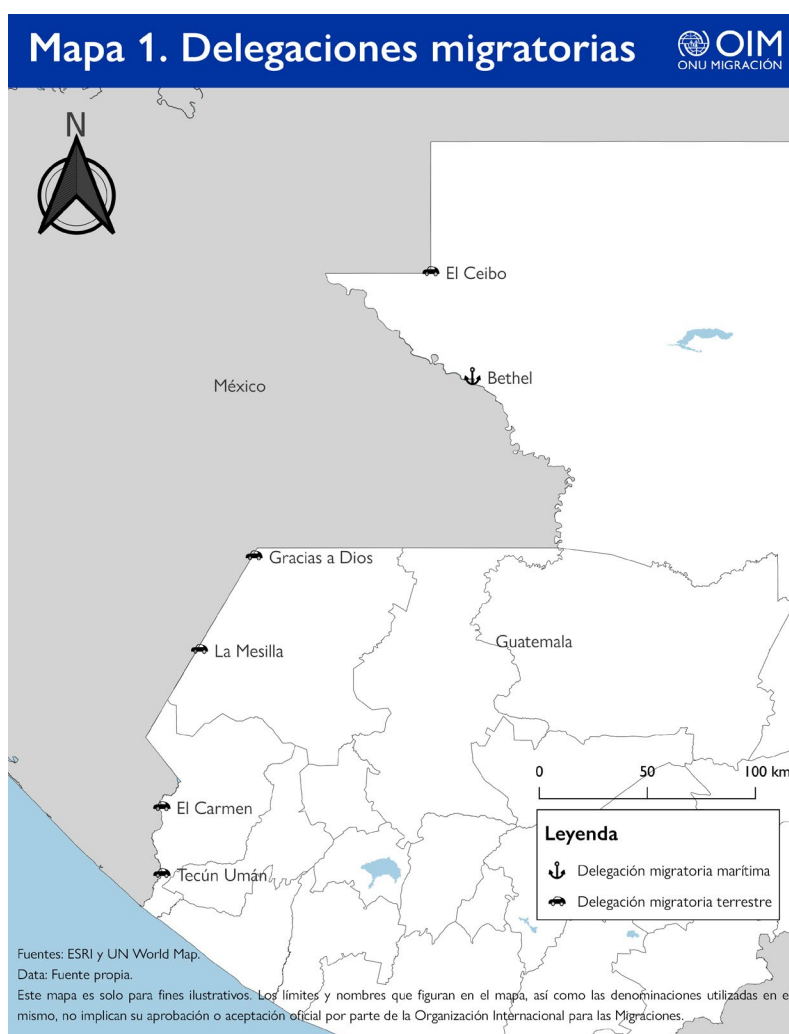 Mapa 1. Delegaciones migratorias
OIM
ONU MIGRACIÓN
N
El Ceibo
Bethel
México
Gracias a Dios
La Mesilla
Guatemala
0 50 100 km
El Carmen
Tecún Umán
Leyenda
Delegación migratoria marítima
Delegación migratoria terrestre
Fuentes: ESRI y UN World Map.
Data: Fuente propia.
Este mapa es solo para fines ilustrativos. Los límites y nombres que figuran en el mapa, así como las denominaciones utilizadas en e
mismo, no implican su aprobación o aceptación oficial por parte de la Organización Internacional para las Migraciones.